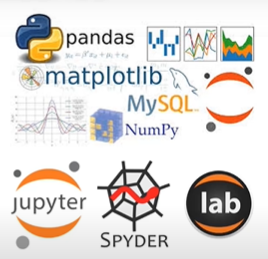 pandas
matplotlib
MySQL
NumPy
jupyter
SPYDER
lab